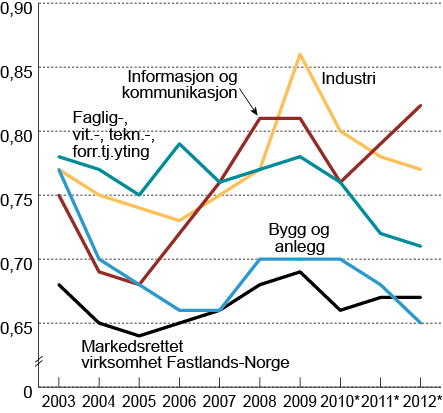 0,90
0,85
0,80
0,75
0,70
0,65
0
Informasjon og
kommunikasjon
Industri
Faglig-,
vit.-, tekn.-,
forr.tj.yting
Bygg og
anlegg
Markedsrettet
virksomhet Fastlands-Norge
2003 2004 2005 2006 2007 2008 2009 2010* 2011* 2012*